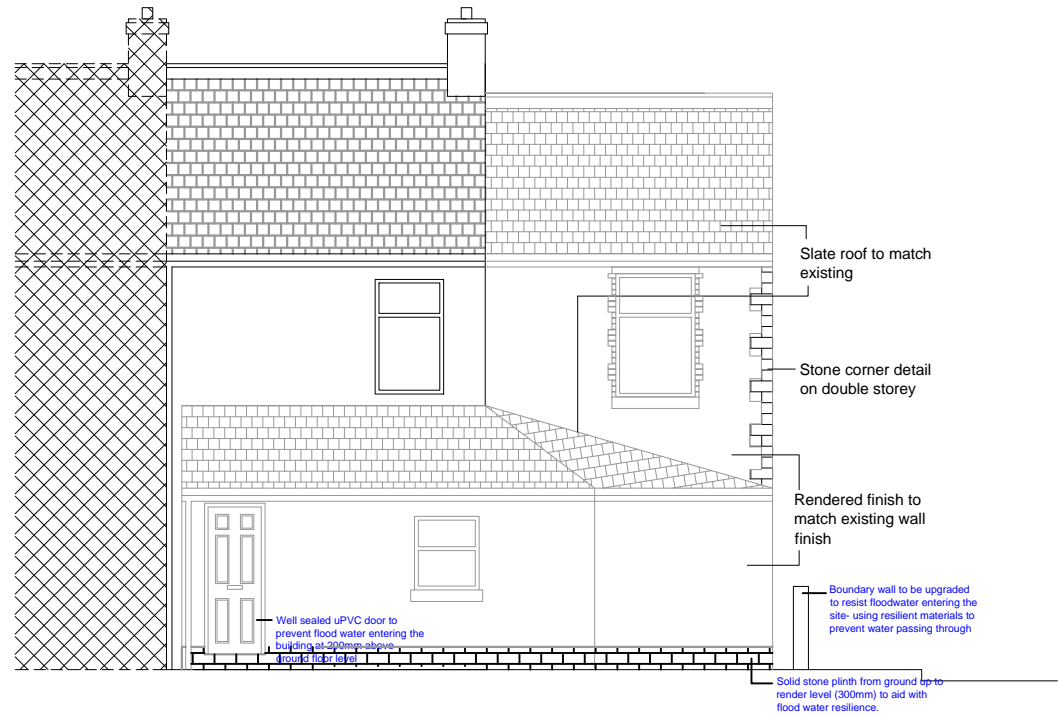 Slate roof to match
existing
Stone corner detail
on double storey
Rendered finish to
match existing wall
finish
Boundary wall to be upgraded
to resist floodwater entering the
site- using resilient materials to
prevent water passing through
Well sealed uPVC door to
prevent flood water entering the
building at 200mm above
ground floor level
Solid stone plinth from ground up to
render level (300mm) to aid with
flood water resilience.